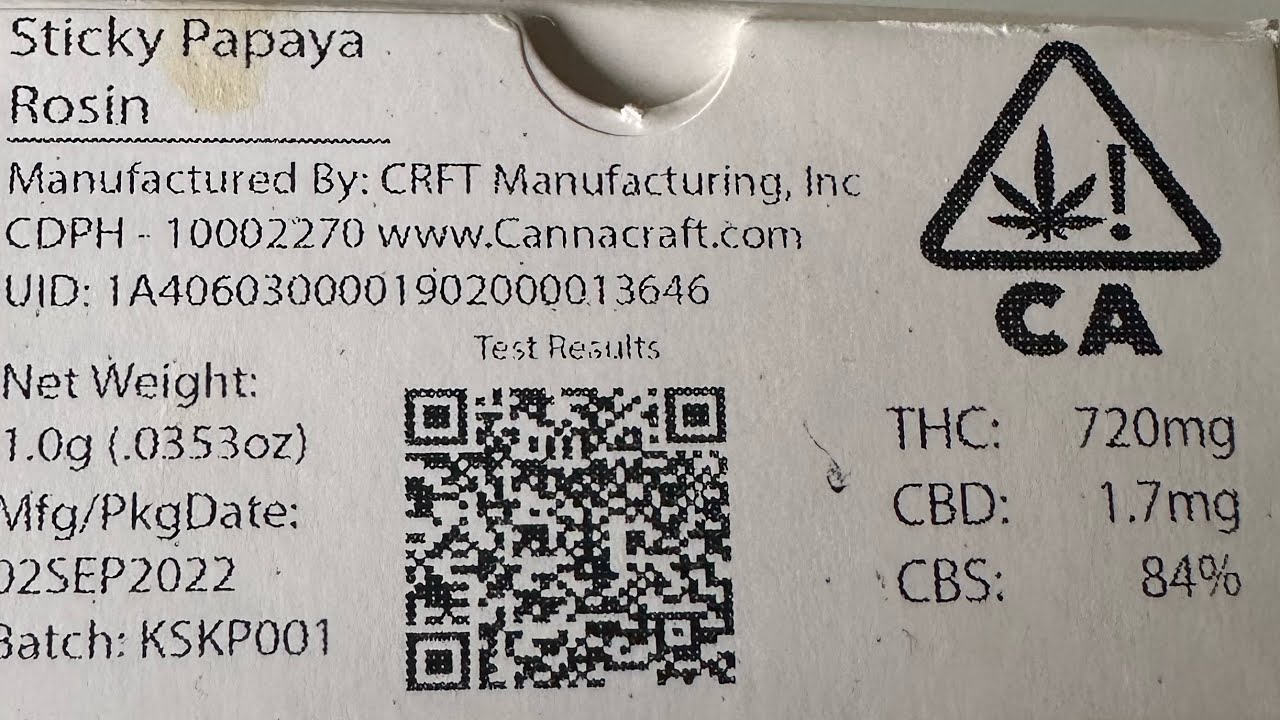 Sticky Papaya
Rosin
Manufactured By: CRFT Manufacturing, Inc
CDPH - 10002270 www.Cannacraft.com
UID: 1A4060300001902000013646
Test Results
Net Weight:
1.0g (.0353oz)
Mfg/PkgDate:
02SEP2022
Batch: KSKP001
CA
THC: 720mg
CBD: 1.7mg
CBS: 84%